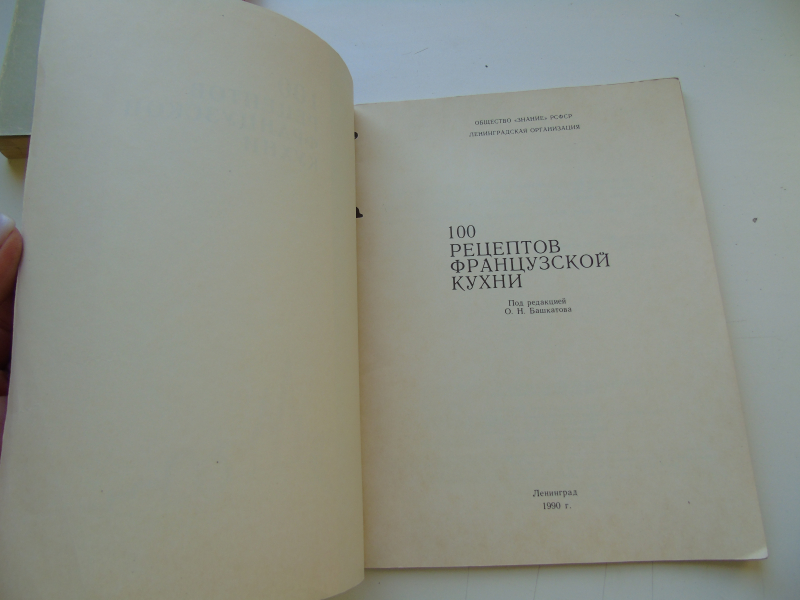 ОБЩЕСТВО «ЗНАНИЕ» РСФСР
ЛЕНИНГРАДСКАЯ ОРГАНИЗАЦИЯ
100
РЕЦЕПТОВ
ФРАНЦУЗСКОЙ
КУХНИ
Под редакцией
О. Н. Башкатова
Ленинград
1990 г.